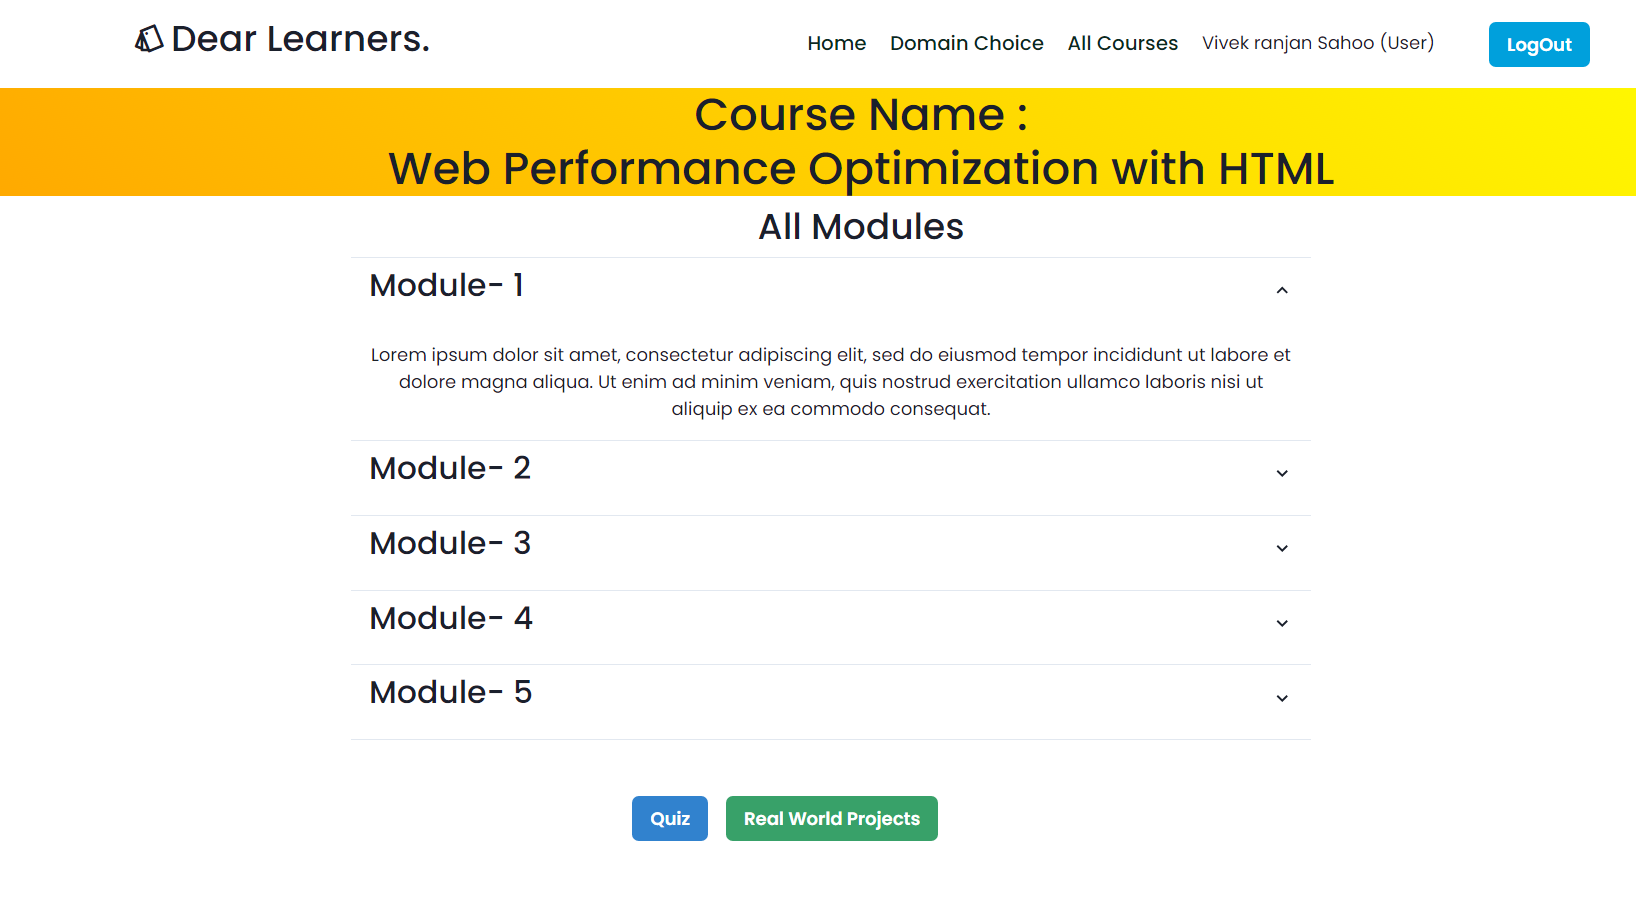 Dear Learners.
Home Domain Choice All Courses Vivek ranjan Sahoo (User) LogOut
Course Name :
Web Performance Optimization with HTML
All Modules
Module- 1
Lorem ipsum dolor sit amet, consectetur adipiscing elit, sed do eiusmod tempor incididunt ut labore et
dolore magna aliqua. Ut enim ad minim veniam, quis nostrud exercitation ullamco laboris nisi ut
aliquip ex ea commodo consequat.
Module- 2
Module- 3
Module- 4
Module- 5
Quiz Real World Projects